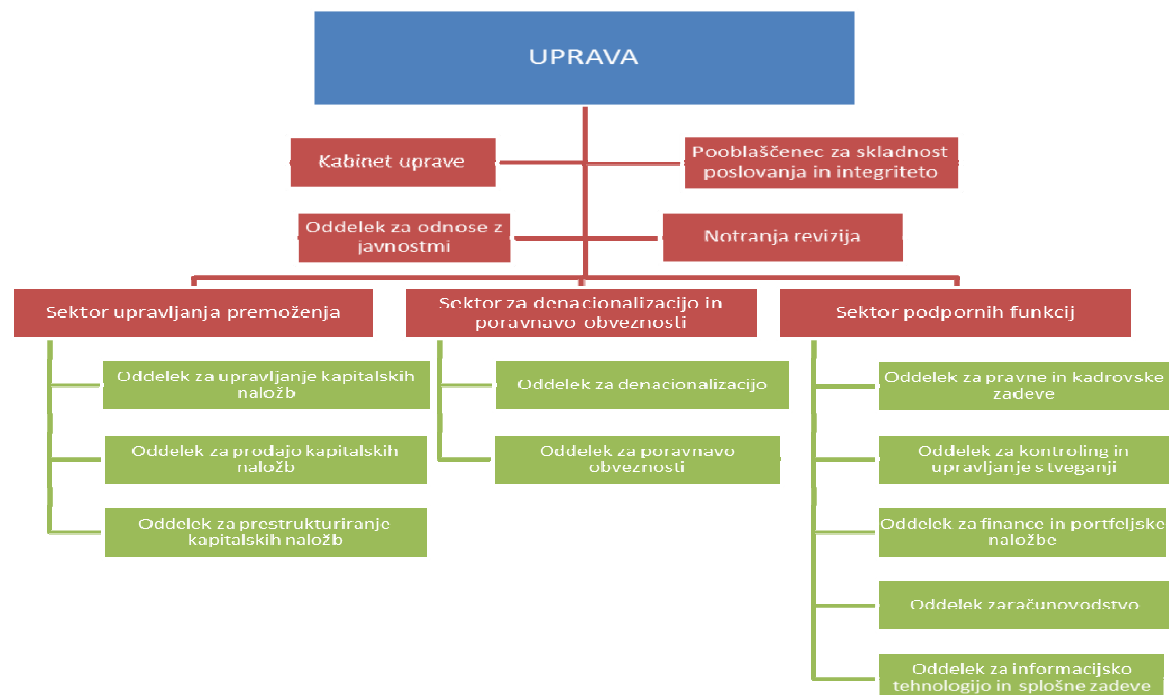 UPRAVA
Kabinet uprave
Pooblaščenec za skladnost
poslovanja in integriteto
Oddelek za odnose z
javnostmi
Notranja revizija
Sektor upravljanja premoženja
Sektor za denacionalizacijo in
poravnavo obveznosti
Sektor podpornih funkcij
Oddelek za upravljanje kapitalskih
naložb
Oddelek za prodajo kapitalskih
naložb
Oddelek za prestrukturiranje
kapitalskih naložb
Oddelek za denacionalizacijo
Oddelek za poravnavo
obveznosti
Oddelek za pravne in kadrovske
zadeve
Oddelek za kontroling in
upravljanje s tveganji
Oddelek za finance in portfeljske
naložbe
Oddelek za računovodstvo
Oddelek za informacijsko
tehnologijo in splošne zadeve